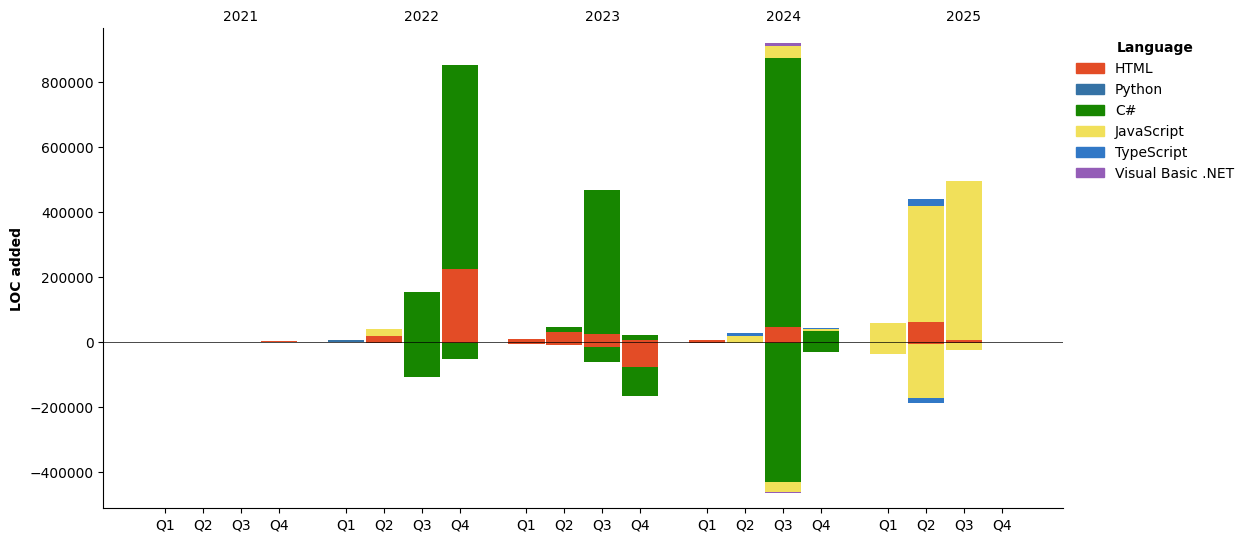 2021 2022 2023 2024 2025
LOC added
800000
600000
400000
200000
0
−200000
−400000
Q1 Q2 Q3 Q4 Q1 Q2 Q3 Q4 Q1 Q2 Q3 Q4 Q1 Q2 Q3 Q4 Q1 Q2 Q3 Q4
Language
HTML
Python
C#
JavaScript
TypeScript
Visual Basic .NET